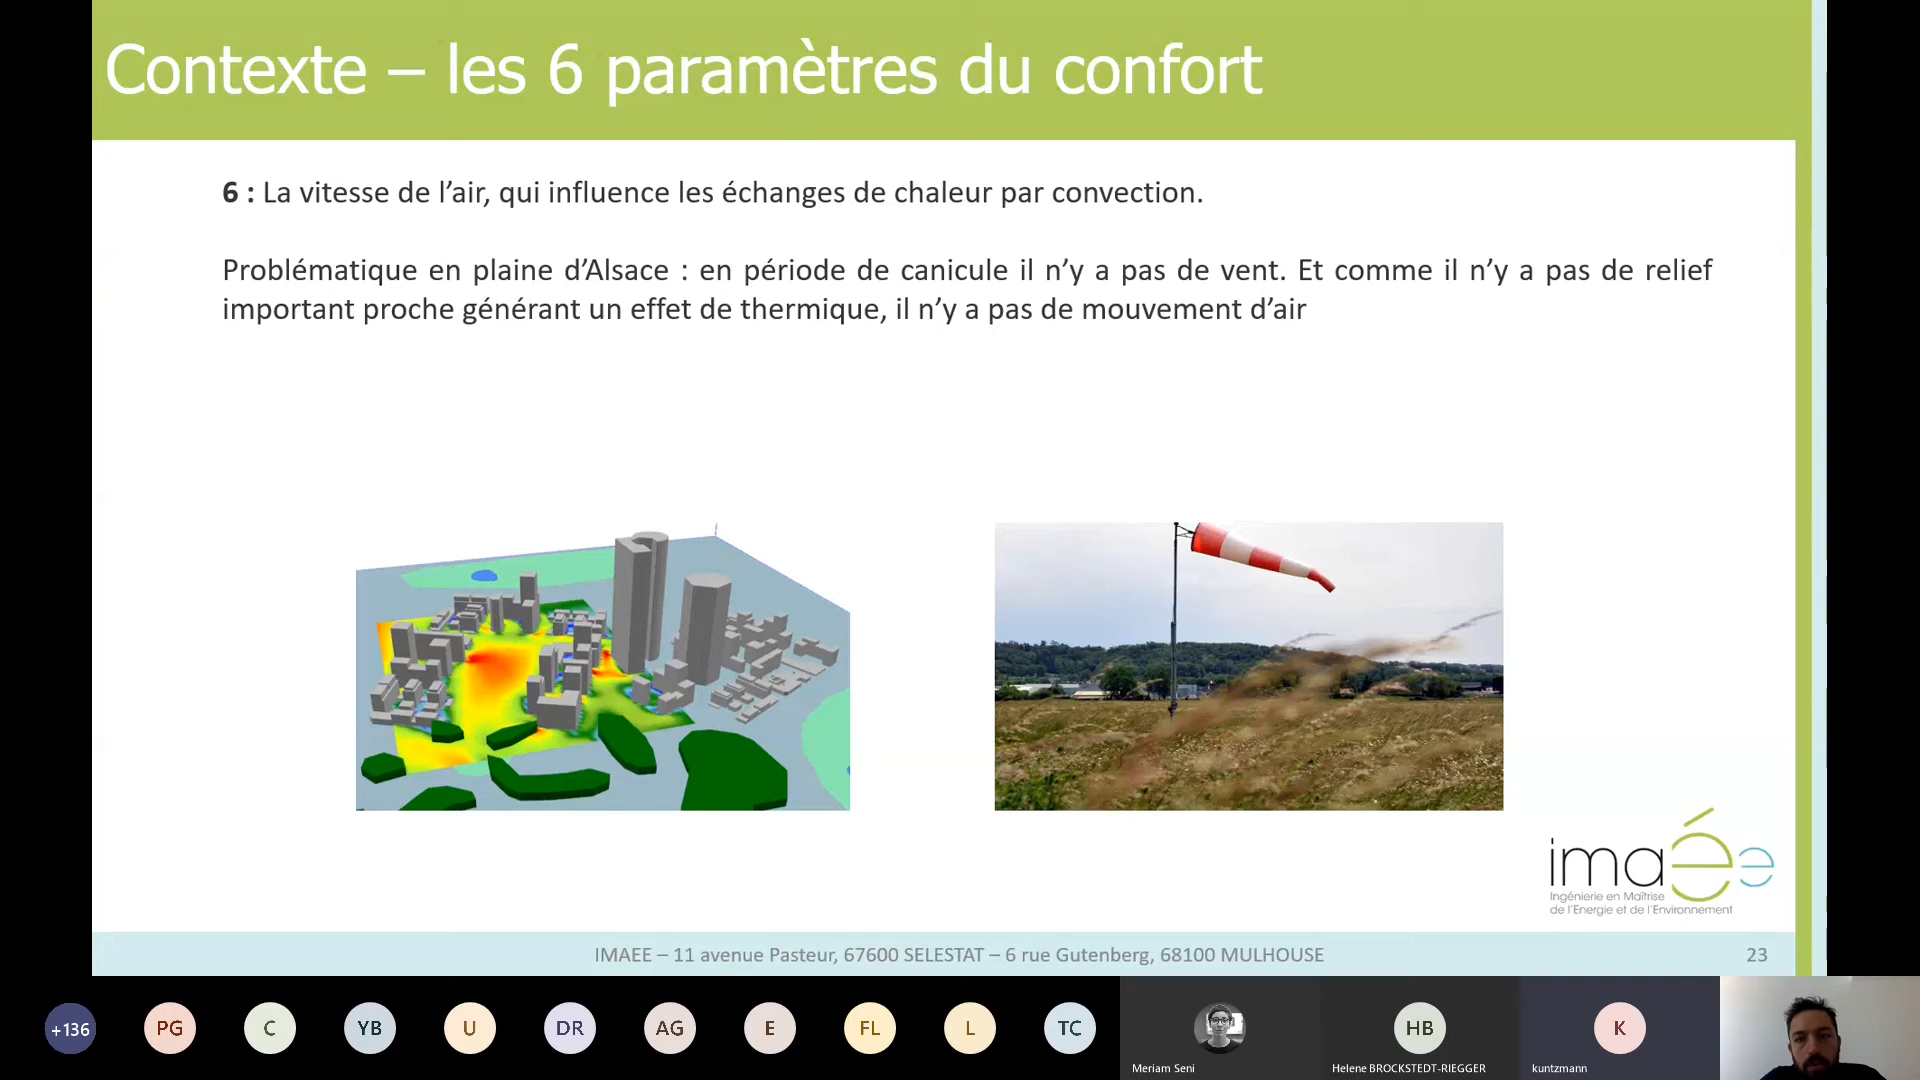 Contexte – les 6 paramètres du confort
6 : La vitesse de l’air, qui influence les échanges de chaleur par convection.
Problématique en plaine d’Alsace : en période de canicule il n’y a pas de vent. Et comme il n’y a pas de relief
important proche générant un effet de thermique, il n’y a pas de mouvement d’air
imaÉe
Ingénierie en Maîtrise
de l'Energie et de l'Environnement
IMAEE – 11 avenue Pasteur, 67600 SELESTAT – 6 rue Gutenberg, 68100 MULHOUSE
23
+136
PG
C
YB
U
DR
AG
E
FL
L
TC
HB
K
Meriam Seni
Helene BROCKSTEDT-RIEGGER
kuntzmann